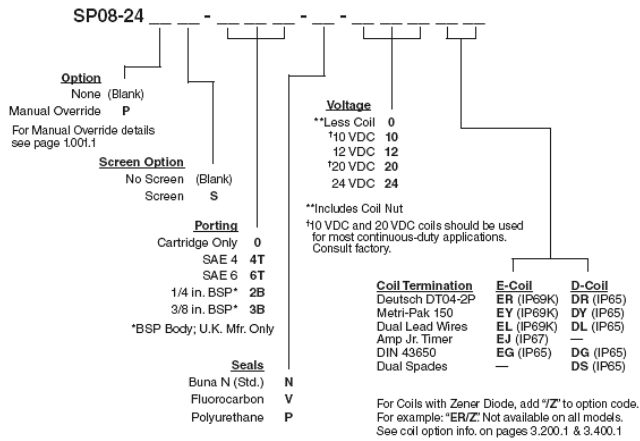 SP08-24 __ __ - __ __ __ - __ - __ __ __ __ __
Option
None (Blank)
Manual Override P
For Manual Override details
see page 1.001.1
Screen Option
No Screen (Blank)
Screen S
Porting
Cartridge Only 0
SAE 4 4T
SAE 6 6T
1/4 in. BSP* 2B
3/8 in. BSP* 3B
*BSP Body; U.K. Mfr. Only
Seals
Buna N (Std.) N
Fluorocarbon V
Polyurethane P
Voltage
**Less Coil 0
†10 VDC 10
12 VDC 12
†20 VDC 20
24 VDC 24
**Includes Coil Nut
†10 VDC and 20 VDC coils should be used
for most continuous-duty applications.
Consult factory.
Coil Termination E-Coil D-Coil
Deutsch DT04-2P ER (IP69K) DR (IP65)
Metri-Pak 150 EY (IP69K) DY (IP65)
Dual Lead Wires EL (IP69K) DL (IP65)
Amp Jr. Timer EJ (IP67) —
DIN 43650 EG (IP65) DG (IP65)
Dual Spades — DS (IP65)
For Coils with Zener Diode, add "/Z" to option code.
For example: "ER/Z." Not available on all models.
See coil option info. on pages 3.200.1 & 3.400.1